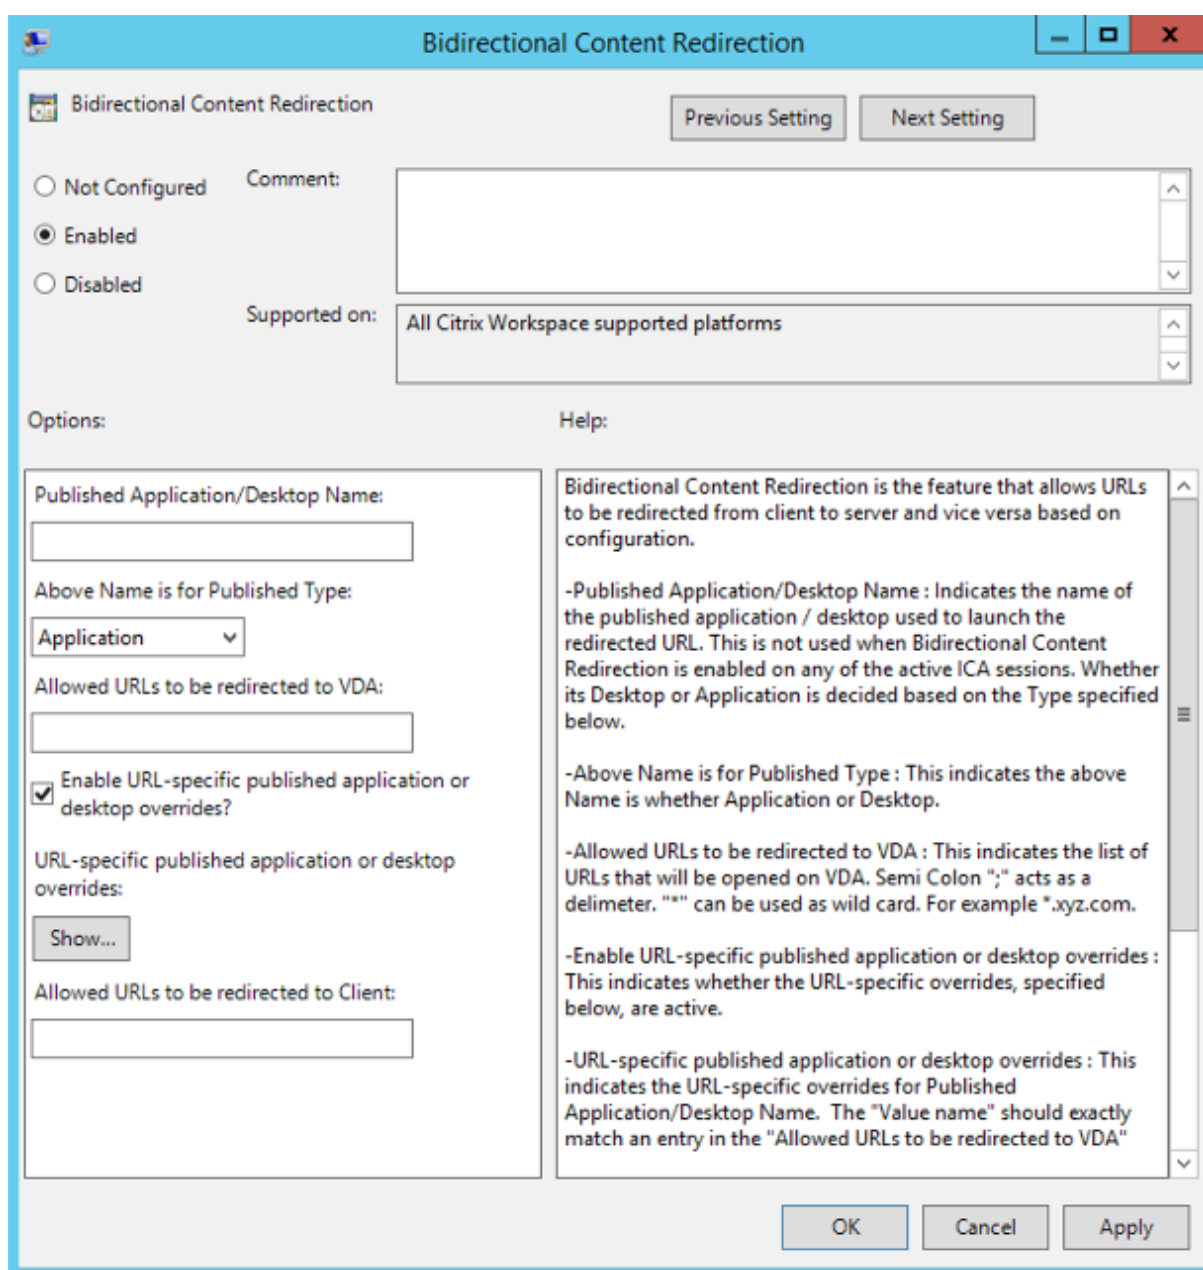 Bidirectional Content Redirection
Bidirectional Content Redirection
Previous Setting
Next Setting
Not Configured
Comment:
Enabled
Disabled
Supported on:
All Citrix Workspace supported platforms
Options:
Help:
Published Application/Desktop Name:
Above Name is for Published Type:
Application
Allowed URLs to be redirected to VDA:
Enable URL-specific published application or
desktop overrides?
URL-specific published application or desktop
overrides:
Show...
Allowed URLs to be redirected to Client:
Bidirectional Content Redirection is the feature that allows URLs
to be redirected from client to server and vice versa based on
configuration.
-Published Application/Desktop Name : Indicates the name of
the published application / desktop used to launch the
redirected URL. This is not used when Bidirectional Content
Redirection is enabled on any of the active ICA sessions. Whether
its Desktop or Application is decided based on the Type specified
below.
-Above Name is for Published Type : This indicates the above
Name is whether Application or Desktop.
-Allowed URLs to be redirected to VDA : This indicates the list of
URLs that will be opened on VDA. Semi Colon ";" acts as a
delimeter. "*" can be used as wild card. For example *.xyz.com.
-Enable URL-specific published application or desktop overrides :
This indicates whether the URL-specific overrides, specified
below, are active.
-URL-specific published application or desktop overrides : This
indicates the URL-specific overrides for Published
Application/Desktop Name.  The "Value name" should exactly
match an entry in the "Allowed URLs to be redirected to VDA"
OK
Cancel
Apply